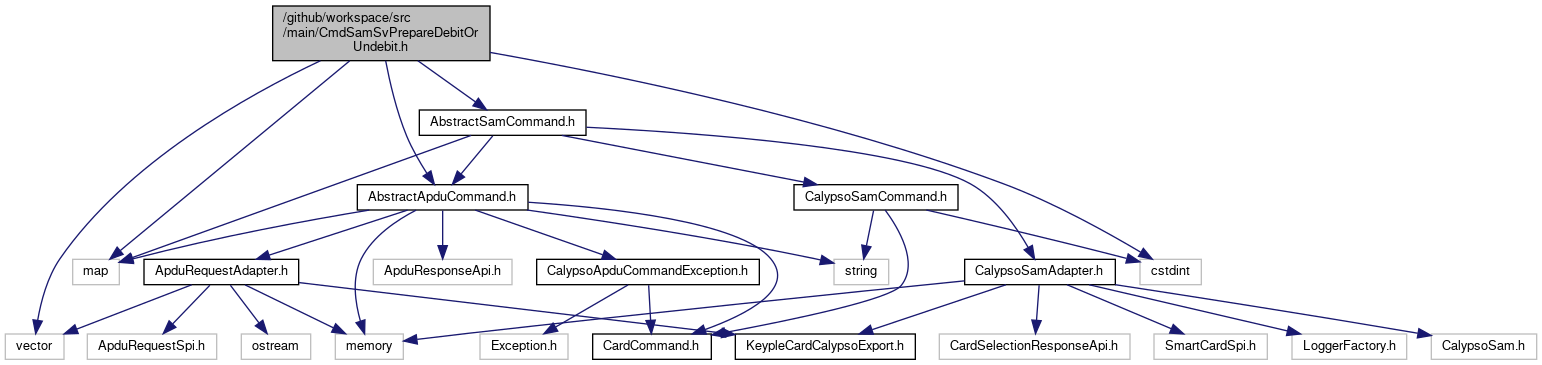 /github/workspace/src
/main/CmdSamSvPrepareDebitOr
Undebit.h
AbstractSamCommand.h
AbstractApduCommand.h
CalypsoSamCommand.h
map
ApduRequestAdapter.h
ApduResponseApi.h
CalypsoApduCommandException.h
string
CalypsoSamAdapter.h
cstdint
vector
ApduRequestSpi.h
ostream
memory
Exception.h
CardCommand.h
KeypleCardCalypsoExport.h
CardSelectionResponseApi.h
SmartCardSpi.h
LoggerFactory.h
CalypsoSam.h